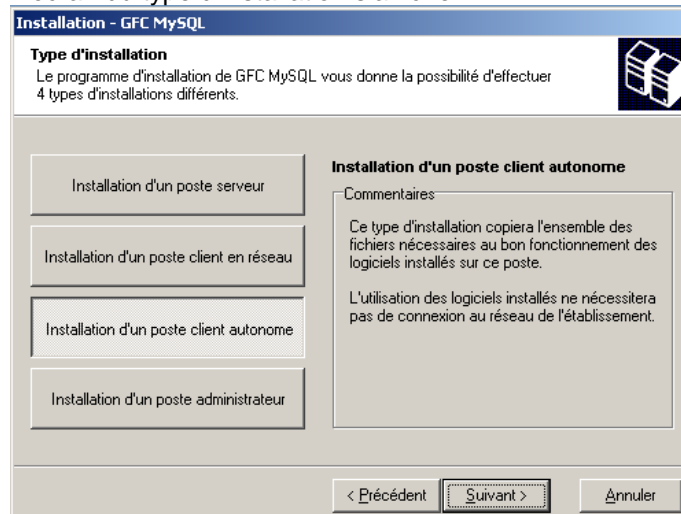 Installation - GFC MySQL
Type d'installation
Le programme d'installation de GFC MySQL vous donne la possibilité d'effectuer
4 types d'installations différents.
Installation d'un poste serveur
Installation d'un poste client en réseau
Installation d'un poste client autonome
Installation d'un poste administrateur
Installation d'un poste client autonome
Commentaires
Ce type d'installation copiera l'ensemble des
fichiers nécessaires au bon fonctionnement des
logiciels installés sur ce poste.
L'utilisation des logiciels installés ne nécessitera
pas de connexion au réseau de l'établissement.
< Précédent
Suivant >
Annuler